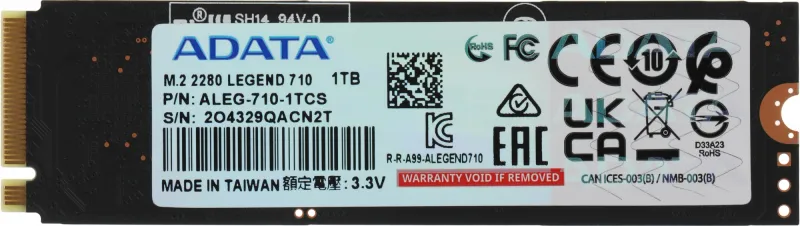 SH14 94V-0
ADATA
M.2 2280 LEGEND 710 1TB
P/N: ALEG-710-1TCS
S/N: 2O4329QACN2T
MADE IN TAIWAN 額定電壓: 3.3V
RoHS
FC
R-R-A99-ALEGEND710
WARRANTY VOID IF REMOVED
EAC
CE
10
UK
CA
D33A23
RoHS
CAN ICES-003(B) / NMB-003(B)